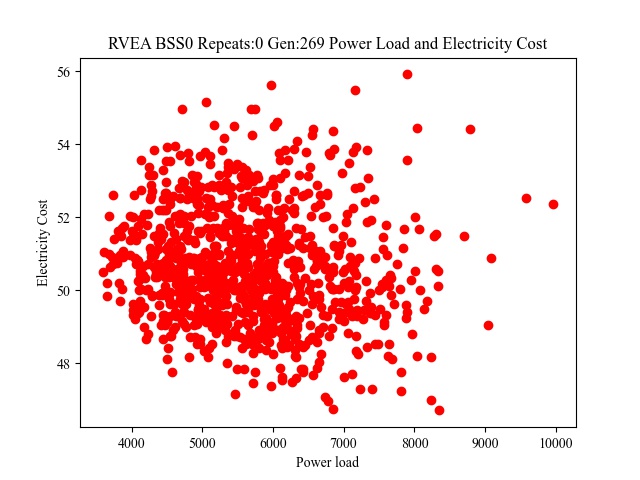 RVEA BSS0 Repeats:0 Gen:269 Power Load and Electricity Cost
56
54
52
50
48
Electricity Cost
4000 5000 6000 7000 8000 9000 10000
Power load